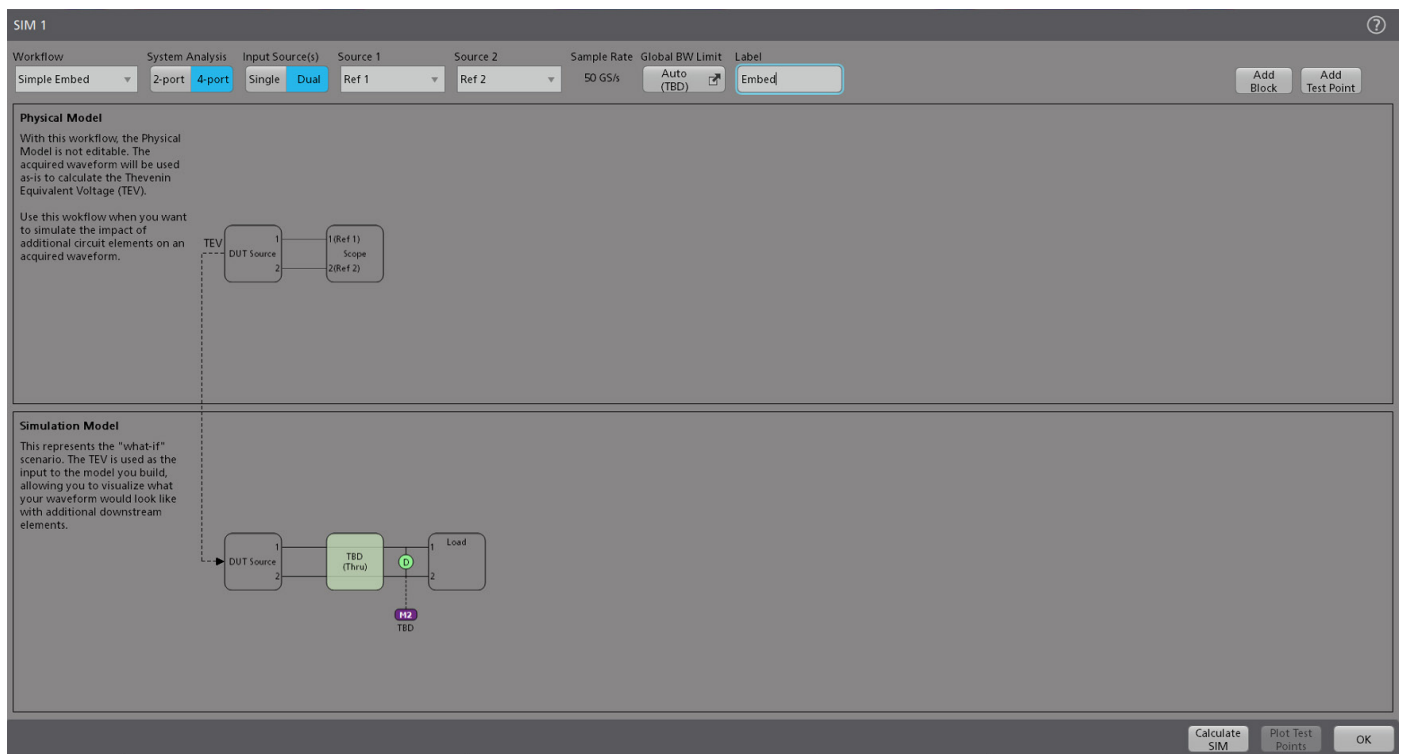 SIM 1
?
Workflow
System Analysis
Input Source(s)
Source 1
Source 2
Sample Rate
Global BW Limit
Label
Simple Embed
2-port
4-port
Single
Dual
Ref 1
Ref 2
50 GS/s
Auto
(TBD)
Embed
Add
Block
Add
Test Point
Physical Model
With this workflow, the Physical
Model is not editable. The
acquired waveform will be used
as-is to calculate the Thevenin
Equivalent Voltage (TEV).
Use this wokflow when you want
to simulate the impact of
additional circuit elements on an
acquired waveform.
TEV
1
DUT Source
2
1(Ref 1)
Scope
2(Ref 2)
Simulation Model
This represents the "what-if"
scenario. The TEV is used as the
input to the model you build,
allowing you to visualize what
your waveform would look like
with additional downstream
elements.
1
DUT Source
2
TBD
(Thru)
D
1
Load
2
M2
TBD
Calculate
SIM
Plot Test
Points
OK